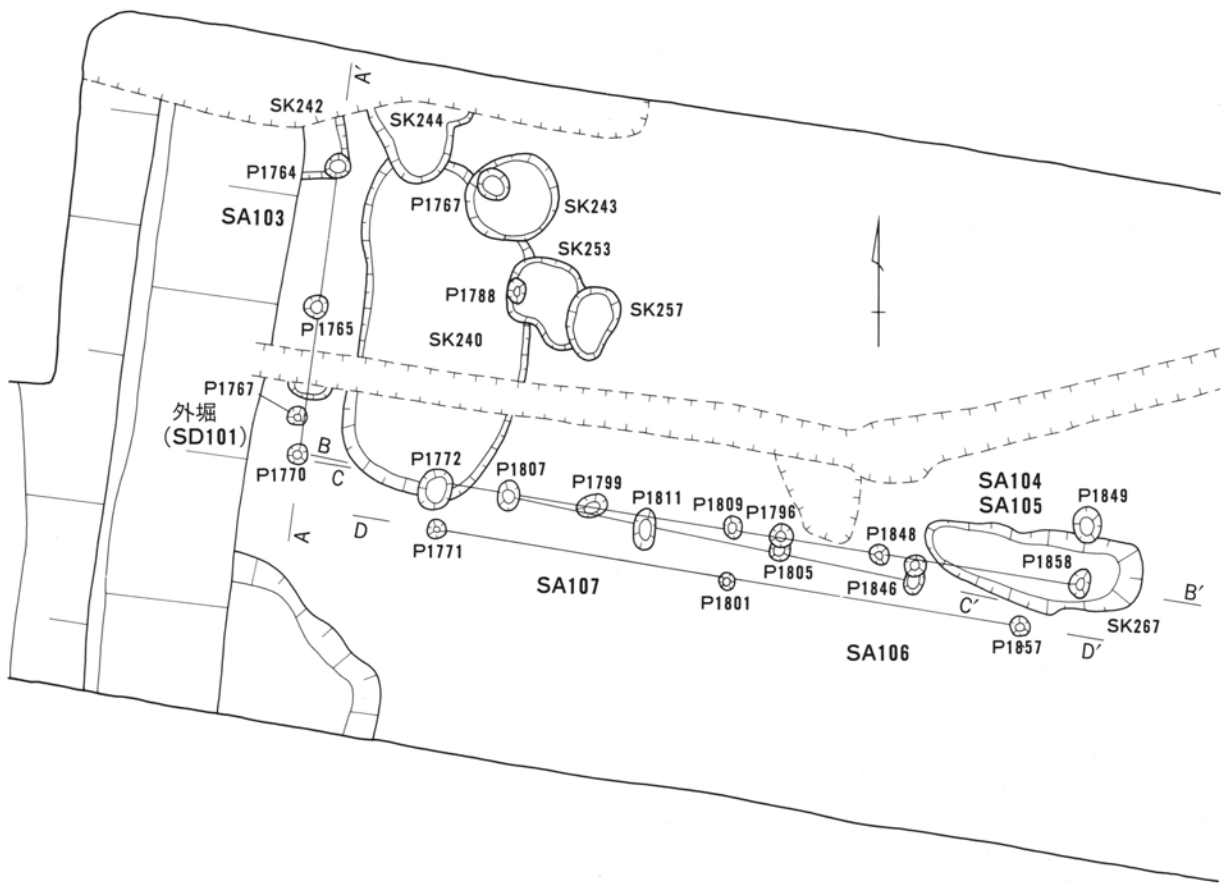 A'
SK242
SK244
P1764
P1767
SK243
SA103
SK253
P1788
SK257
P1765
SK240
P1767
外堀
(SD101)
P1770
B
C
P1772
P1807
P1799
P1811
P1809
P1796
SA104
SA105
P1849
A
D
P1771
P1848
P1805
P1858
P1846
SA107
P1801
C'
B'
SK267
P1857
D'
SA106